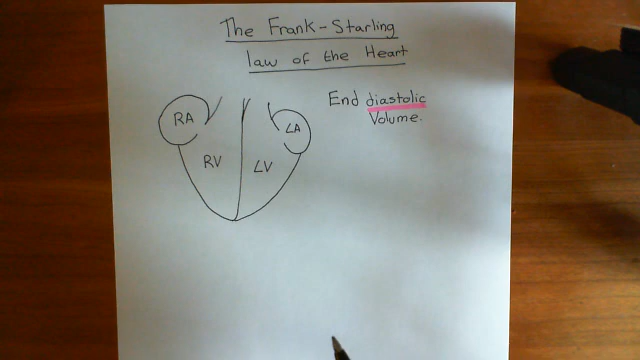 The Frank-Starling
law of the Heart
End diastolic
Volume.
RA
LA
RV
LV